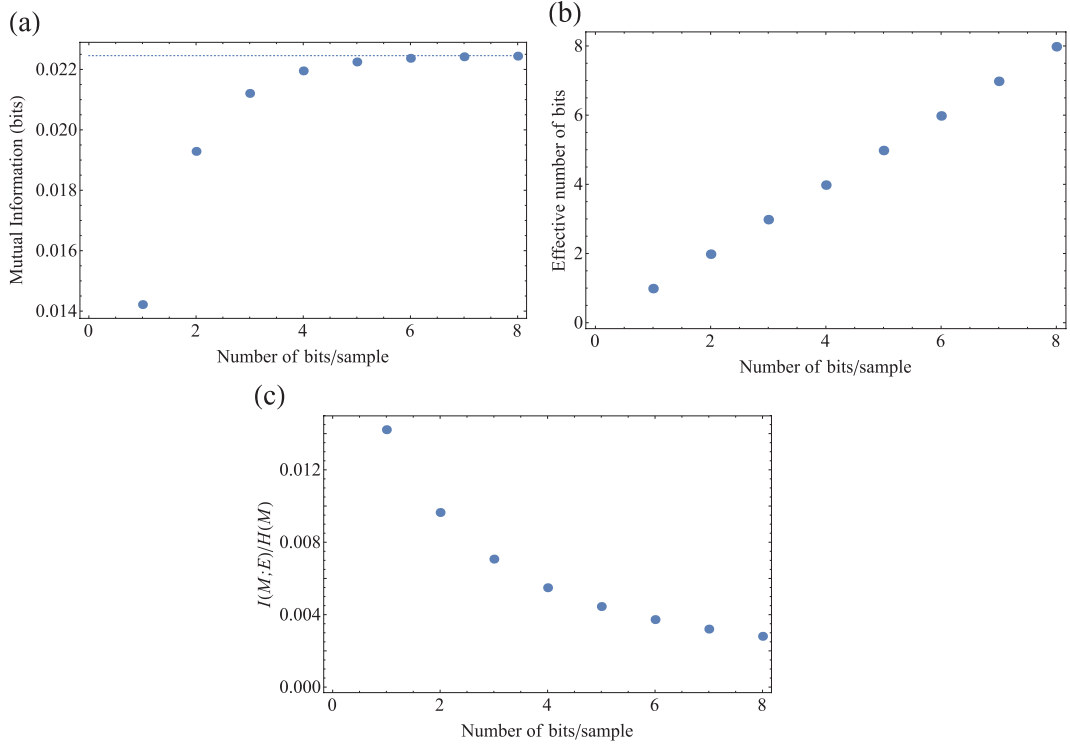 (a)
Mutual Information (bits)
0.022
0.020
0.018
0.016
0.014
0 2 4 6 8
Number of bits/sample
(b)
Effective number of bits
8
6
4
2
0
0 2 4 6 8
Number of bits/sample
(c)
I(M;E)/H(M)
0.012
0.008
0.004
0.000
0 2 4 6 8
Number of bits/sample